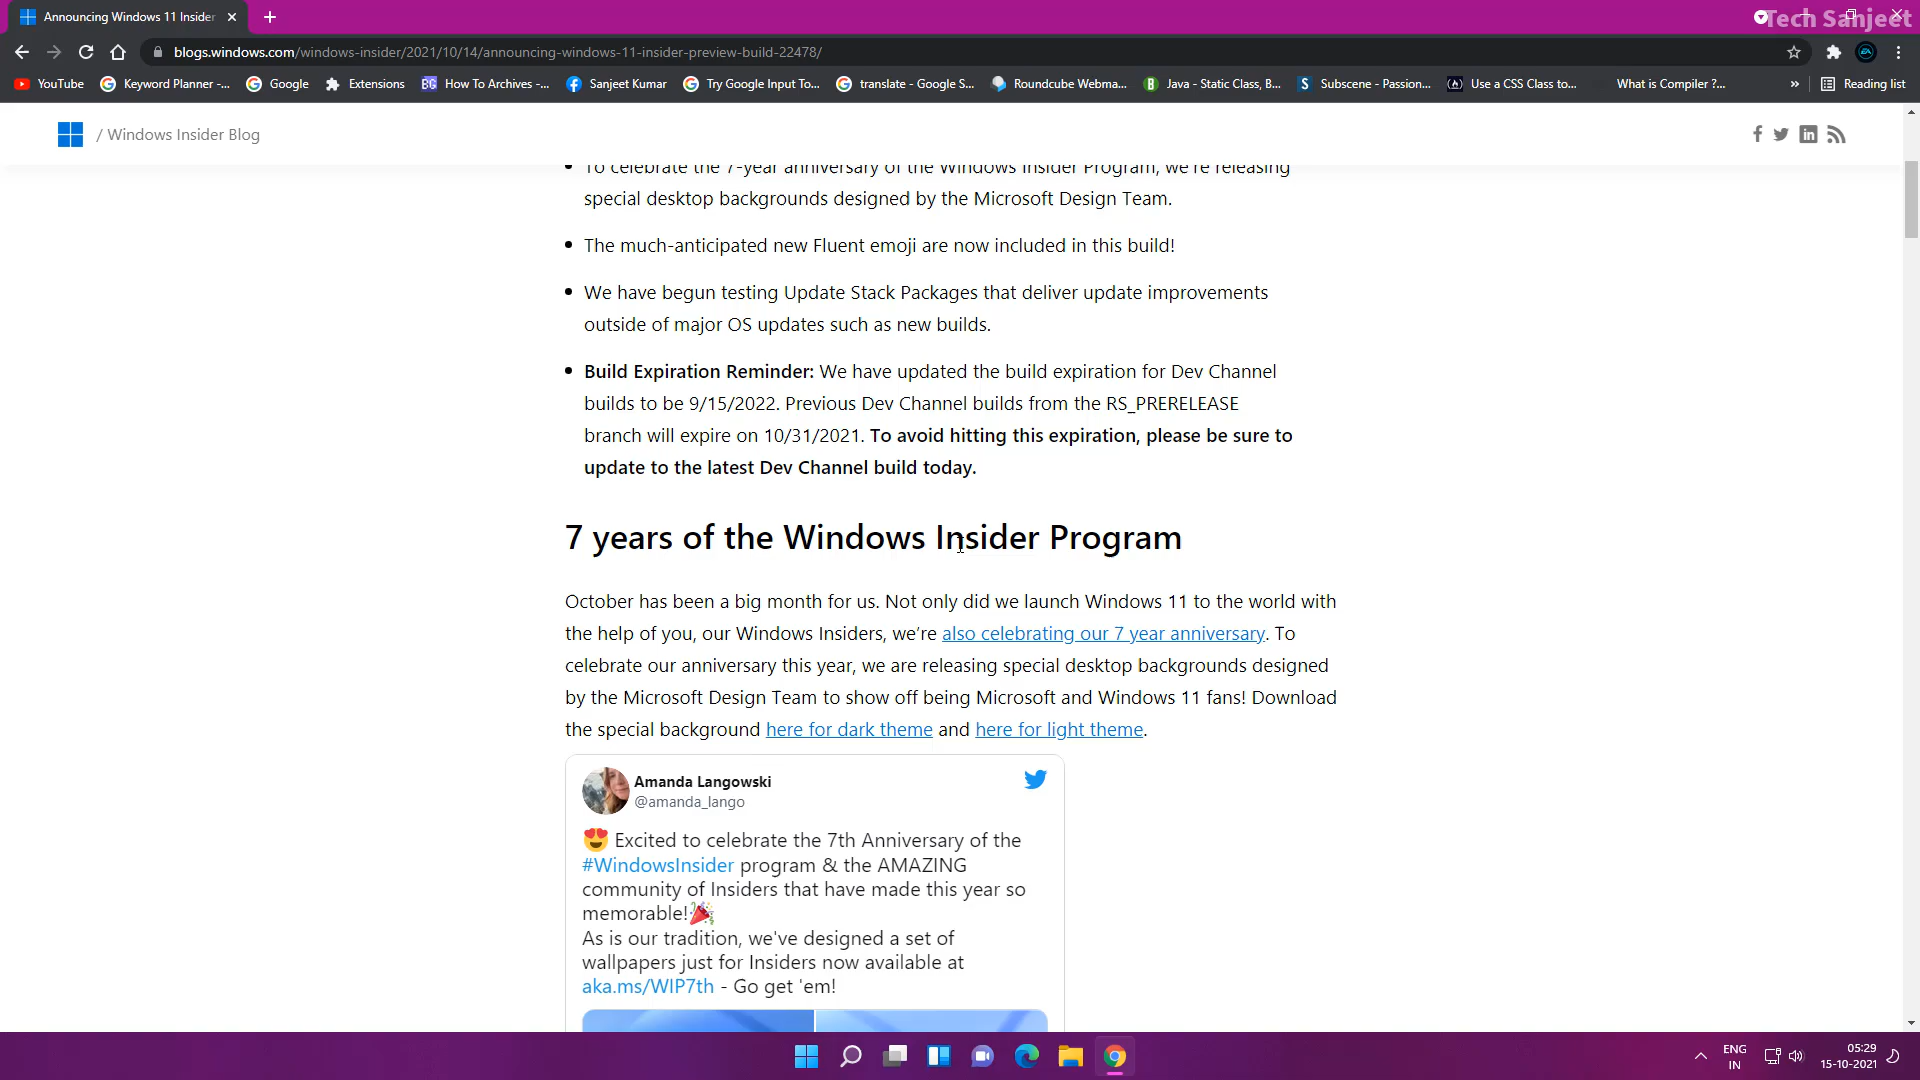 Announcing Windows 11 Insider
Tech Sanjeet
blogs.windows.com/windows-insider/2021/10/14/announcing-windows-11-insider-preview-build-22478/
YouTube
Keyword Planner -...
Google
Extensions
How To Archives -...
Sanjeet Kumar
Try Google Input To...
translate - Google S...
Roundcube Webma...
Java - Static Class, B...
Subscene - Passion...
Use a CSS Class to...
What is Compiler ?...
»
Reading list
/ Windows Insider Blog
• To celebrate the 7-year anniversary of the Windows Insider Program, we're releasing
special desktop backgrounds designed by the Microsoft Design Team.
• The much-anticipated new Fluent emoji are now included in this build!
• We have begun testing Update Stack Packages that deliver update improvements
outside of major OS updates such as new builds.
• Build Expiration Reminder: We have updated the build expiration for Dev Channel
builds to be 9/15/2022. Previous Dev Channel builds from the RS_PRERELEASE
branch will expire on 10/31/2021. To avoid hitting this expiration, please be sure to
update to the latest Dev Channel build today.
7 years of the Windows Insider Program
October has been a big month for us. Not only did we launch Windows 11 to the world with
the help of you, our Windows Insiders, we’re also celebrating our 7 year anniversary. To
celebrate our anniversary this year, we are releasing special desktop backgrounds designed
by the Microsoft Design Team to show off being Microsoft and Windows 11 fans! Download
the special background here for dark theme and here for light theme.
Amanda Langowski
@amanda_lango
😍 Excited to celebrate the 7th Anniversary of the
#WindowsInsider program & the AMAZING
community of Insiders that have made this year so
memorable!🎉
As is our tradition, we've designed a set of
wallpapers just for Insiders now available at
aka.ms/WIP7th - Go get 'em!
ENG
IN
05:29
15-10-2021